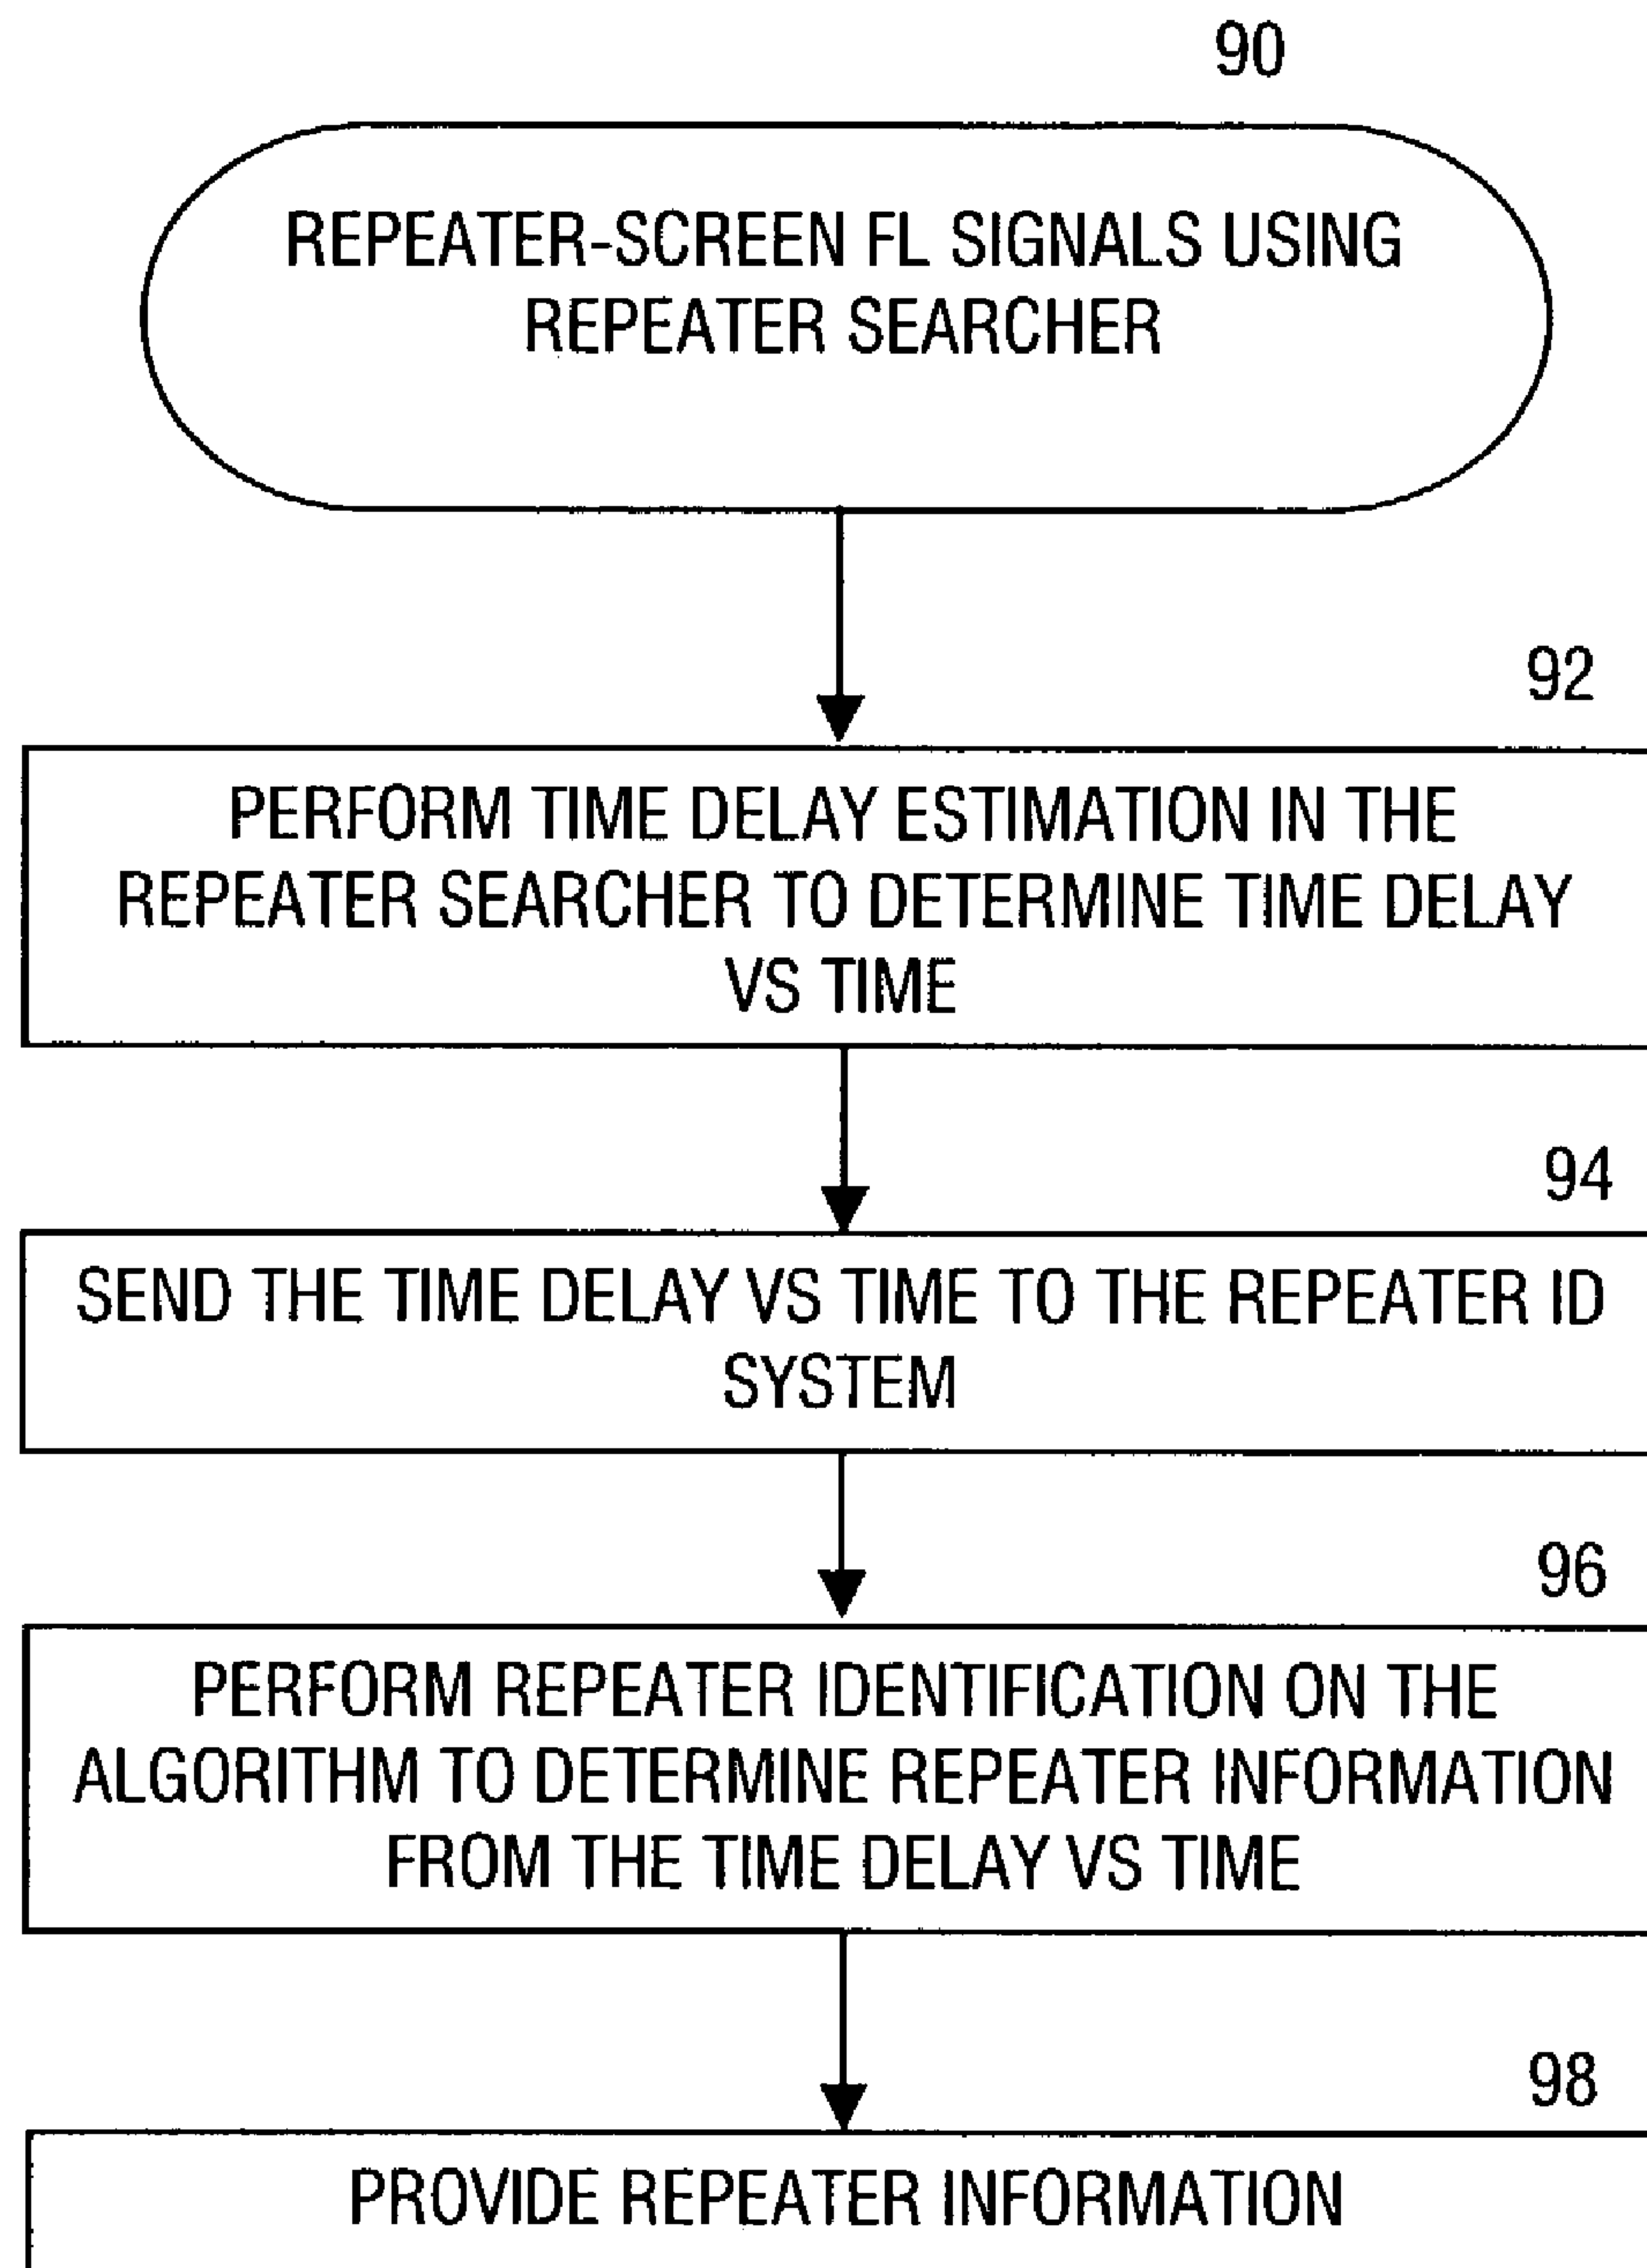 90
REPEATER-SCREEN FL SIGNALS USING
REPEATER SEARCHER
92
PERFORM TIME DELAY ESTIMATION IN THE
REPEATER SEARCHER TO DETERMINE TIME DELAY
VS TIME
94
SEND THE TIME DELAY VS TIME TO THE REPEATER ID
SYSTEM
96
PERFORM REPEATER IDENTIFICATION ON THE
ALGORITHM TO DETERMINE REPEATER INFORMATION
FROM THE TIME DELAY VS TIME
98
PROVIDE REPEATER INFORMATION